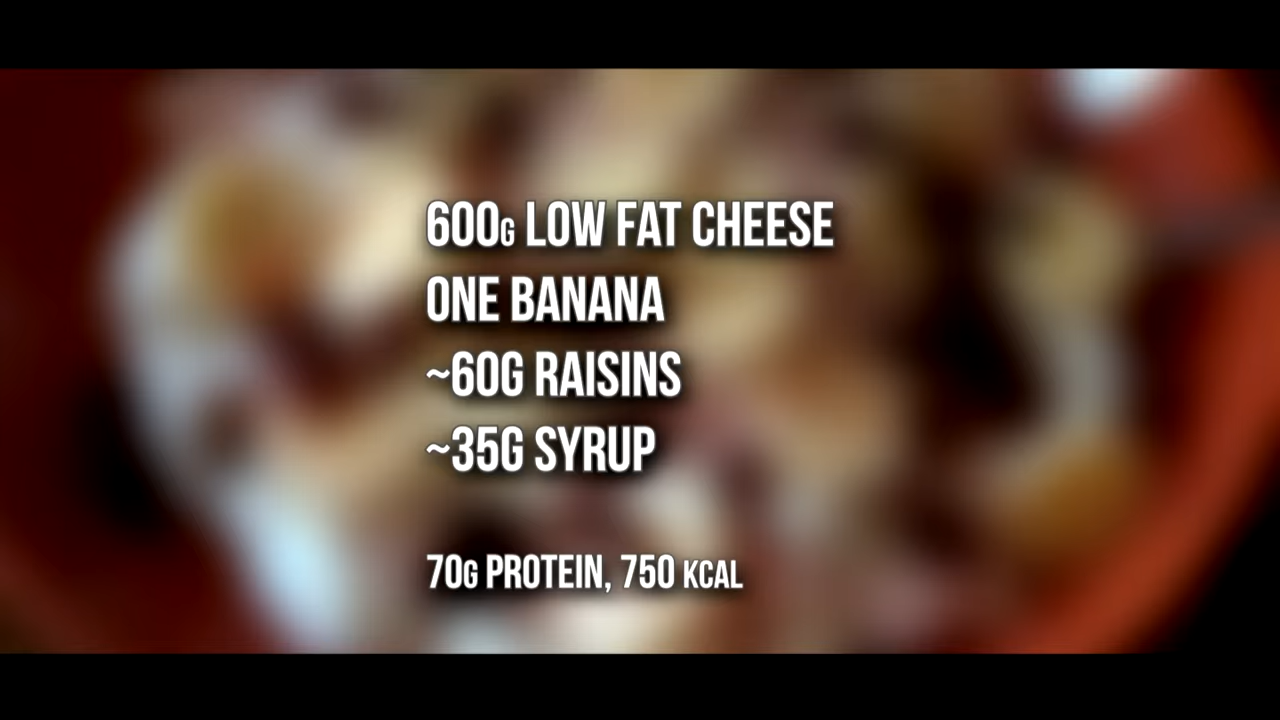 600G LOW FAT CHEESE
ONE BANANA
~60G RAISINS
~35G SYRUP
70G PROTEIN, 750 KCAL